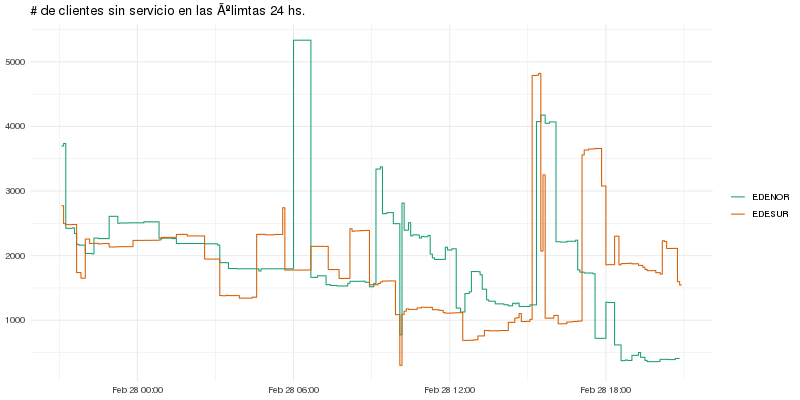 # de clientes sin servicio en las Ãºlimtas 24 hs.
5000
4000
3000
2000
1000
Feb 28 00:00
Feb 28 06:00
Feb 28 12:00
Feb 28 18:00
EDENOR
EDESUR